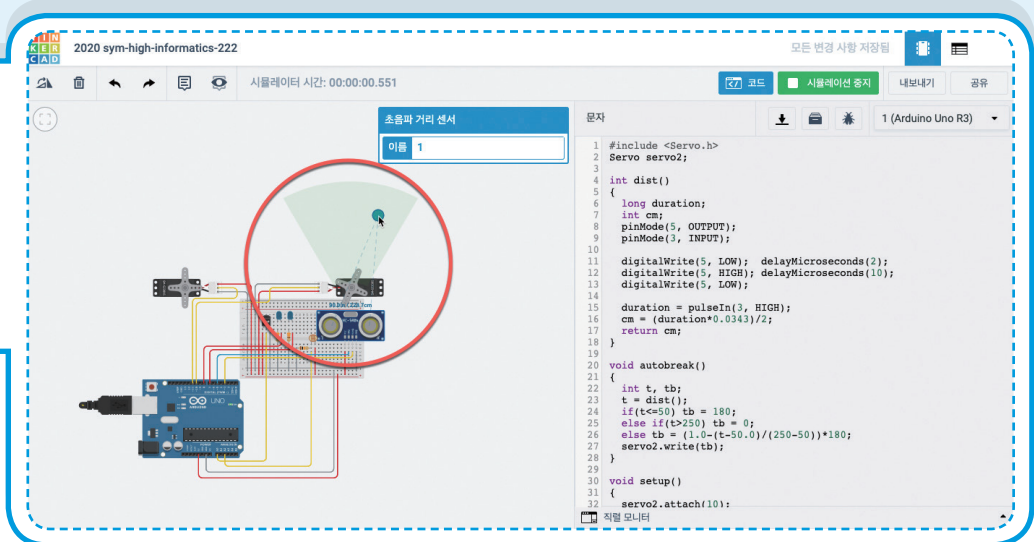 TIN
KER
CAD
2020 sym-high-informatics-222
모든 변경 사항 저장됨
시뮬레이터 시간: 00:00:00.551
코드
시뮬레이션 중지
내보내기
공유
초음파 거리 센서
이름 1
문자
1 (Arduino Uno R3)
1 #include <Servo.h>
2 Servo servo2;
3
4 int dist()
5 {
6 long duration;
7 int cm;
8 pinMode(5, OUTPUT);
9 pinMode(3, INPUT);
10
11 digitalWrite(5, LOW); delayMicroseconds(2);
12 digitalWrite(5, HIGH); delayMicroseconds(10);
13 digitalWrite(5, LOW);
14
15 duration = pulseIn(3, HIGH);
16 cm = (duration*0.0343)/2;
17 return cm;
18 }
19
20 void autobreak()
21 {
22 int t, tb;
23 t = dist();
24 if(t<=50) tb = 180;
25 else if(t>250) tb = 0;
26 else tb = (1.0-(t-50.0)/(250-50))*180;
27 servo2.write(tb);
28 }
29
30 void setup()
31 {
32 servo2.attach(10);
직렬 모니터
UNO